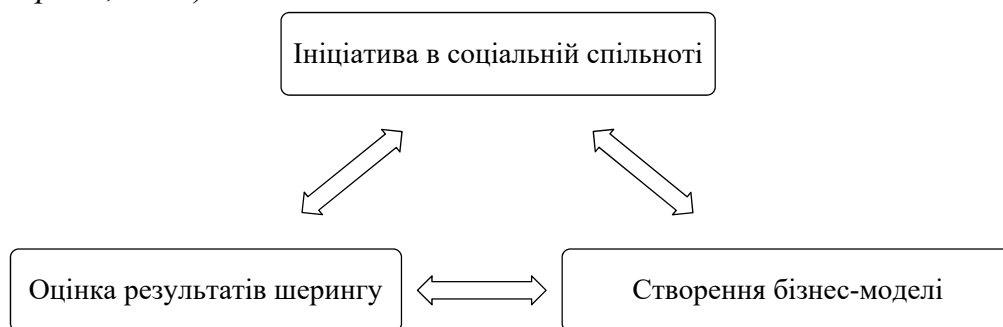 Ініціатива в соціальній спільноті
Оцінка результатів шерингу
Створення бізнес-моделі